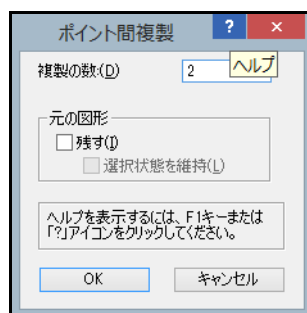 ポイント間複製 ? ×
複製の数:(D) 2
ヘルプ
元の図形
残す(I)
選択状態を維持(L)
ヘルプを表示するには、F1キーまたは
「?」アイコンをクリックしてください。
OK キャンセル